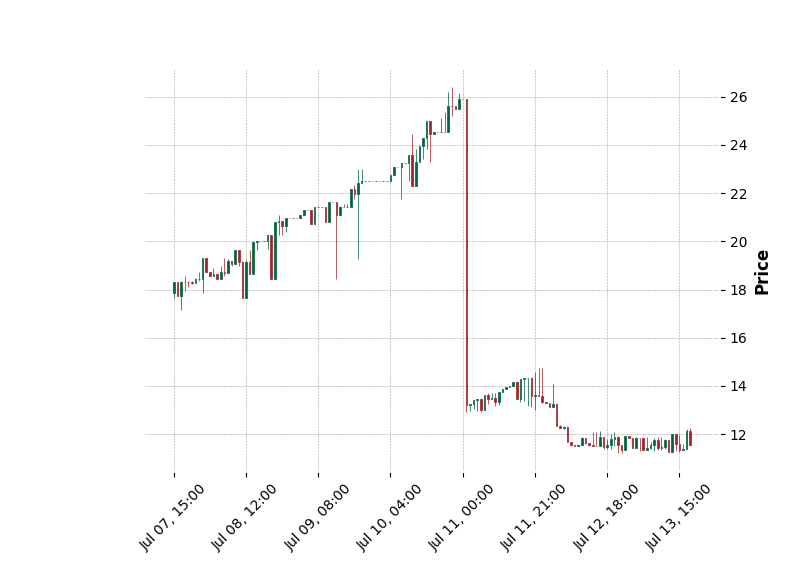 26
24
22
20
18
16
14
12
Price
Jul 07, 15:00
Jul 08, 12:00
Jul 09, 08:00
Jul 10, 04:00
Jul 11, 00:00
Jul 11, 21:00
Jul 12, 18:00
Jul 13, 15:00